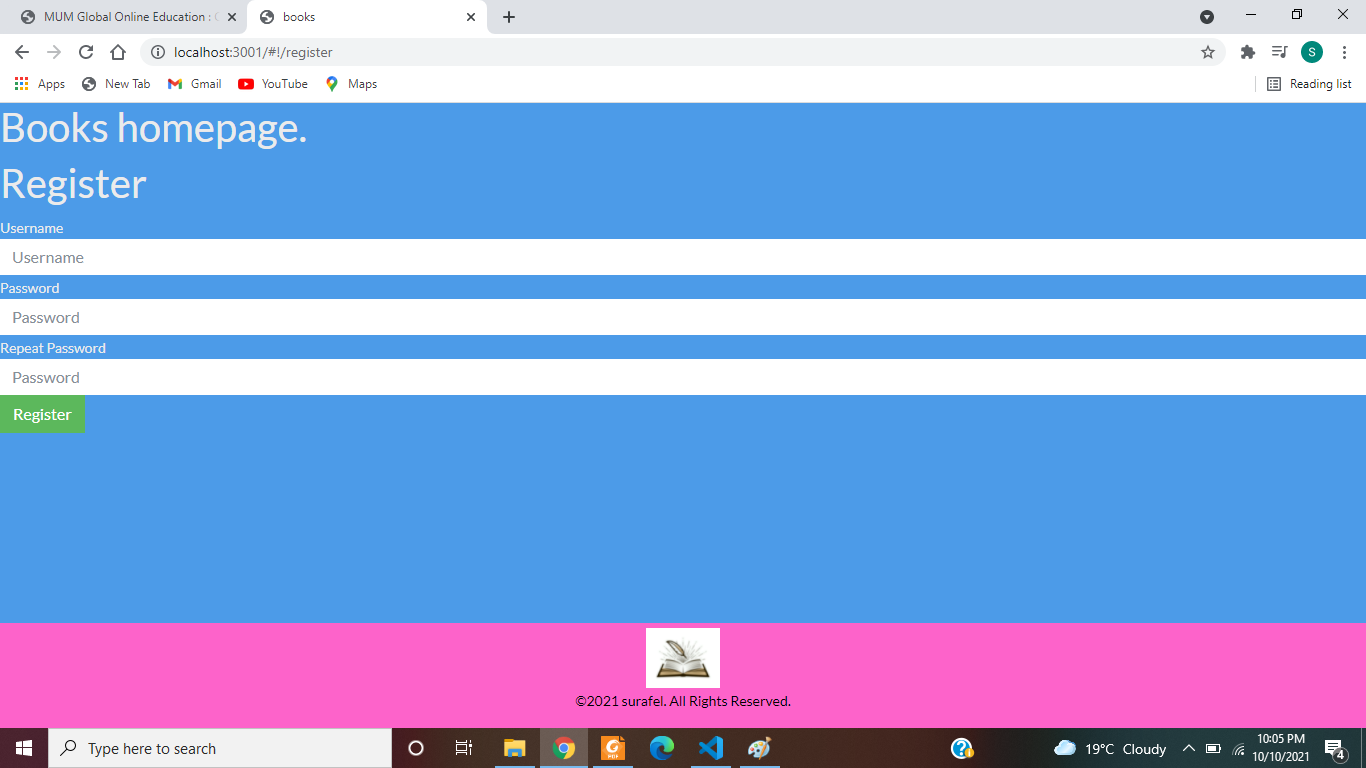 MUM Global Online Education :
books
localhost:3001/#!/register
S
Apps
New Tab
Gmail
YouTube
Maps
Reading list
Books homepage.
Register
Username
Username
Password
Password
Repeat Password
Password
Register
©2021 surafel. All Rights Reserved.
Type here to search
19°C Cloudy
10:05 PM
10/10/2021
4